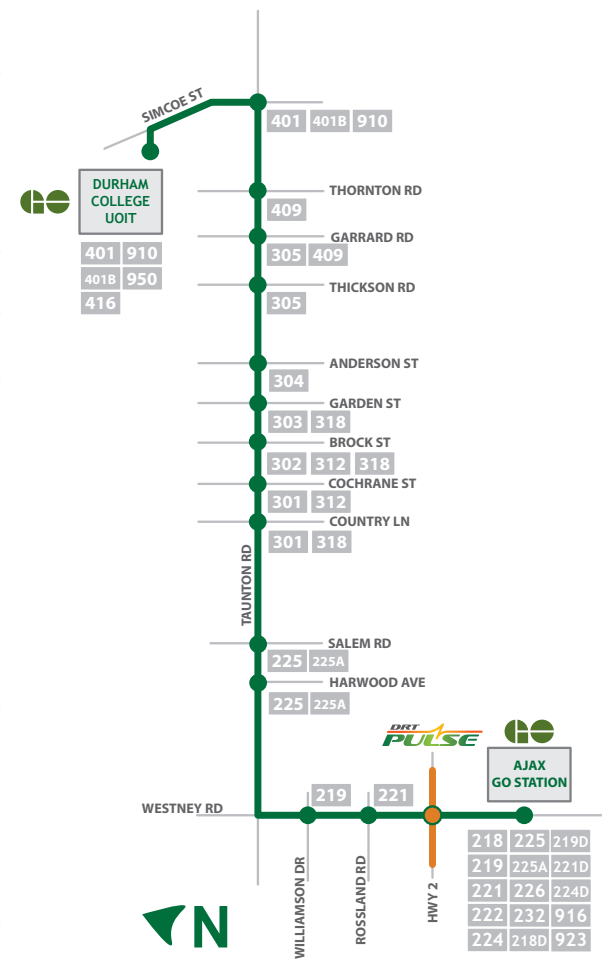 SIMCOE ST
401 401B 910
GO
DURHAM
COLLEGE
UOIT
401 910
401B 950
416
THORNTON RD
409
GARRARD RD
305 409
THICKSON RD
305
ANDERSON ST
304
GARDEN ST
303 318
BROCK ST
302 312 318
COCHRANE ST
301 312
COUNTRY LN
301 318
TAUNTON RD
SALEM RD
225 225A
HARWOOD AVE
225 225A
DRT
PULSE
GO
AJAX
GO STATION
WESTNEY RD
219
221
WILLIAMSON DR
ROSSLAND RD
HWY 2
218 225 219D
219 225A 221D
221 226 224D
222 232 916
224 218D 923
N